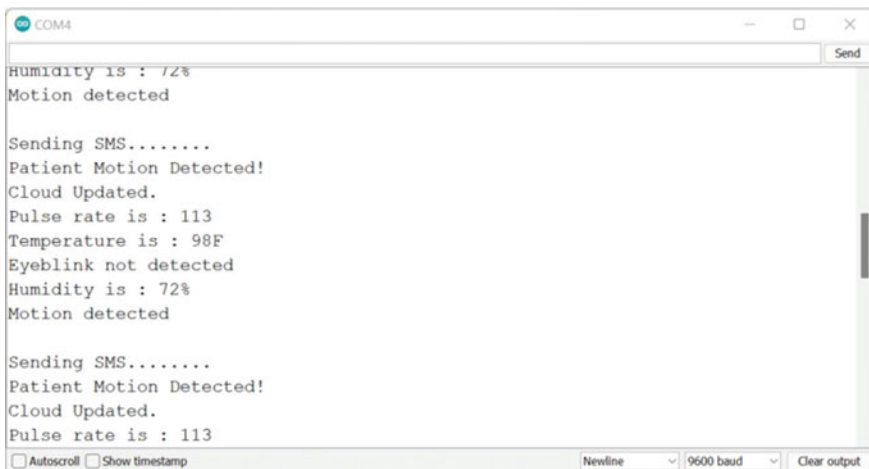 COM4
Send
Humidity is : 72%
Motion detected
Sending SMS........
Patient Motion Detected!
Cloud Updated.
Pulse rate is : 113
Temperature is : 98F
Eyeblink not detected
Humidity is : 72%
Motion detected
Sending SMS........
Patient Motion Detected!
Cloud Updated.
Pulse rate is : 113
Autoscroll Show timestamp Newline 9600 baud Clear output